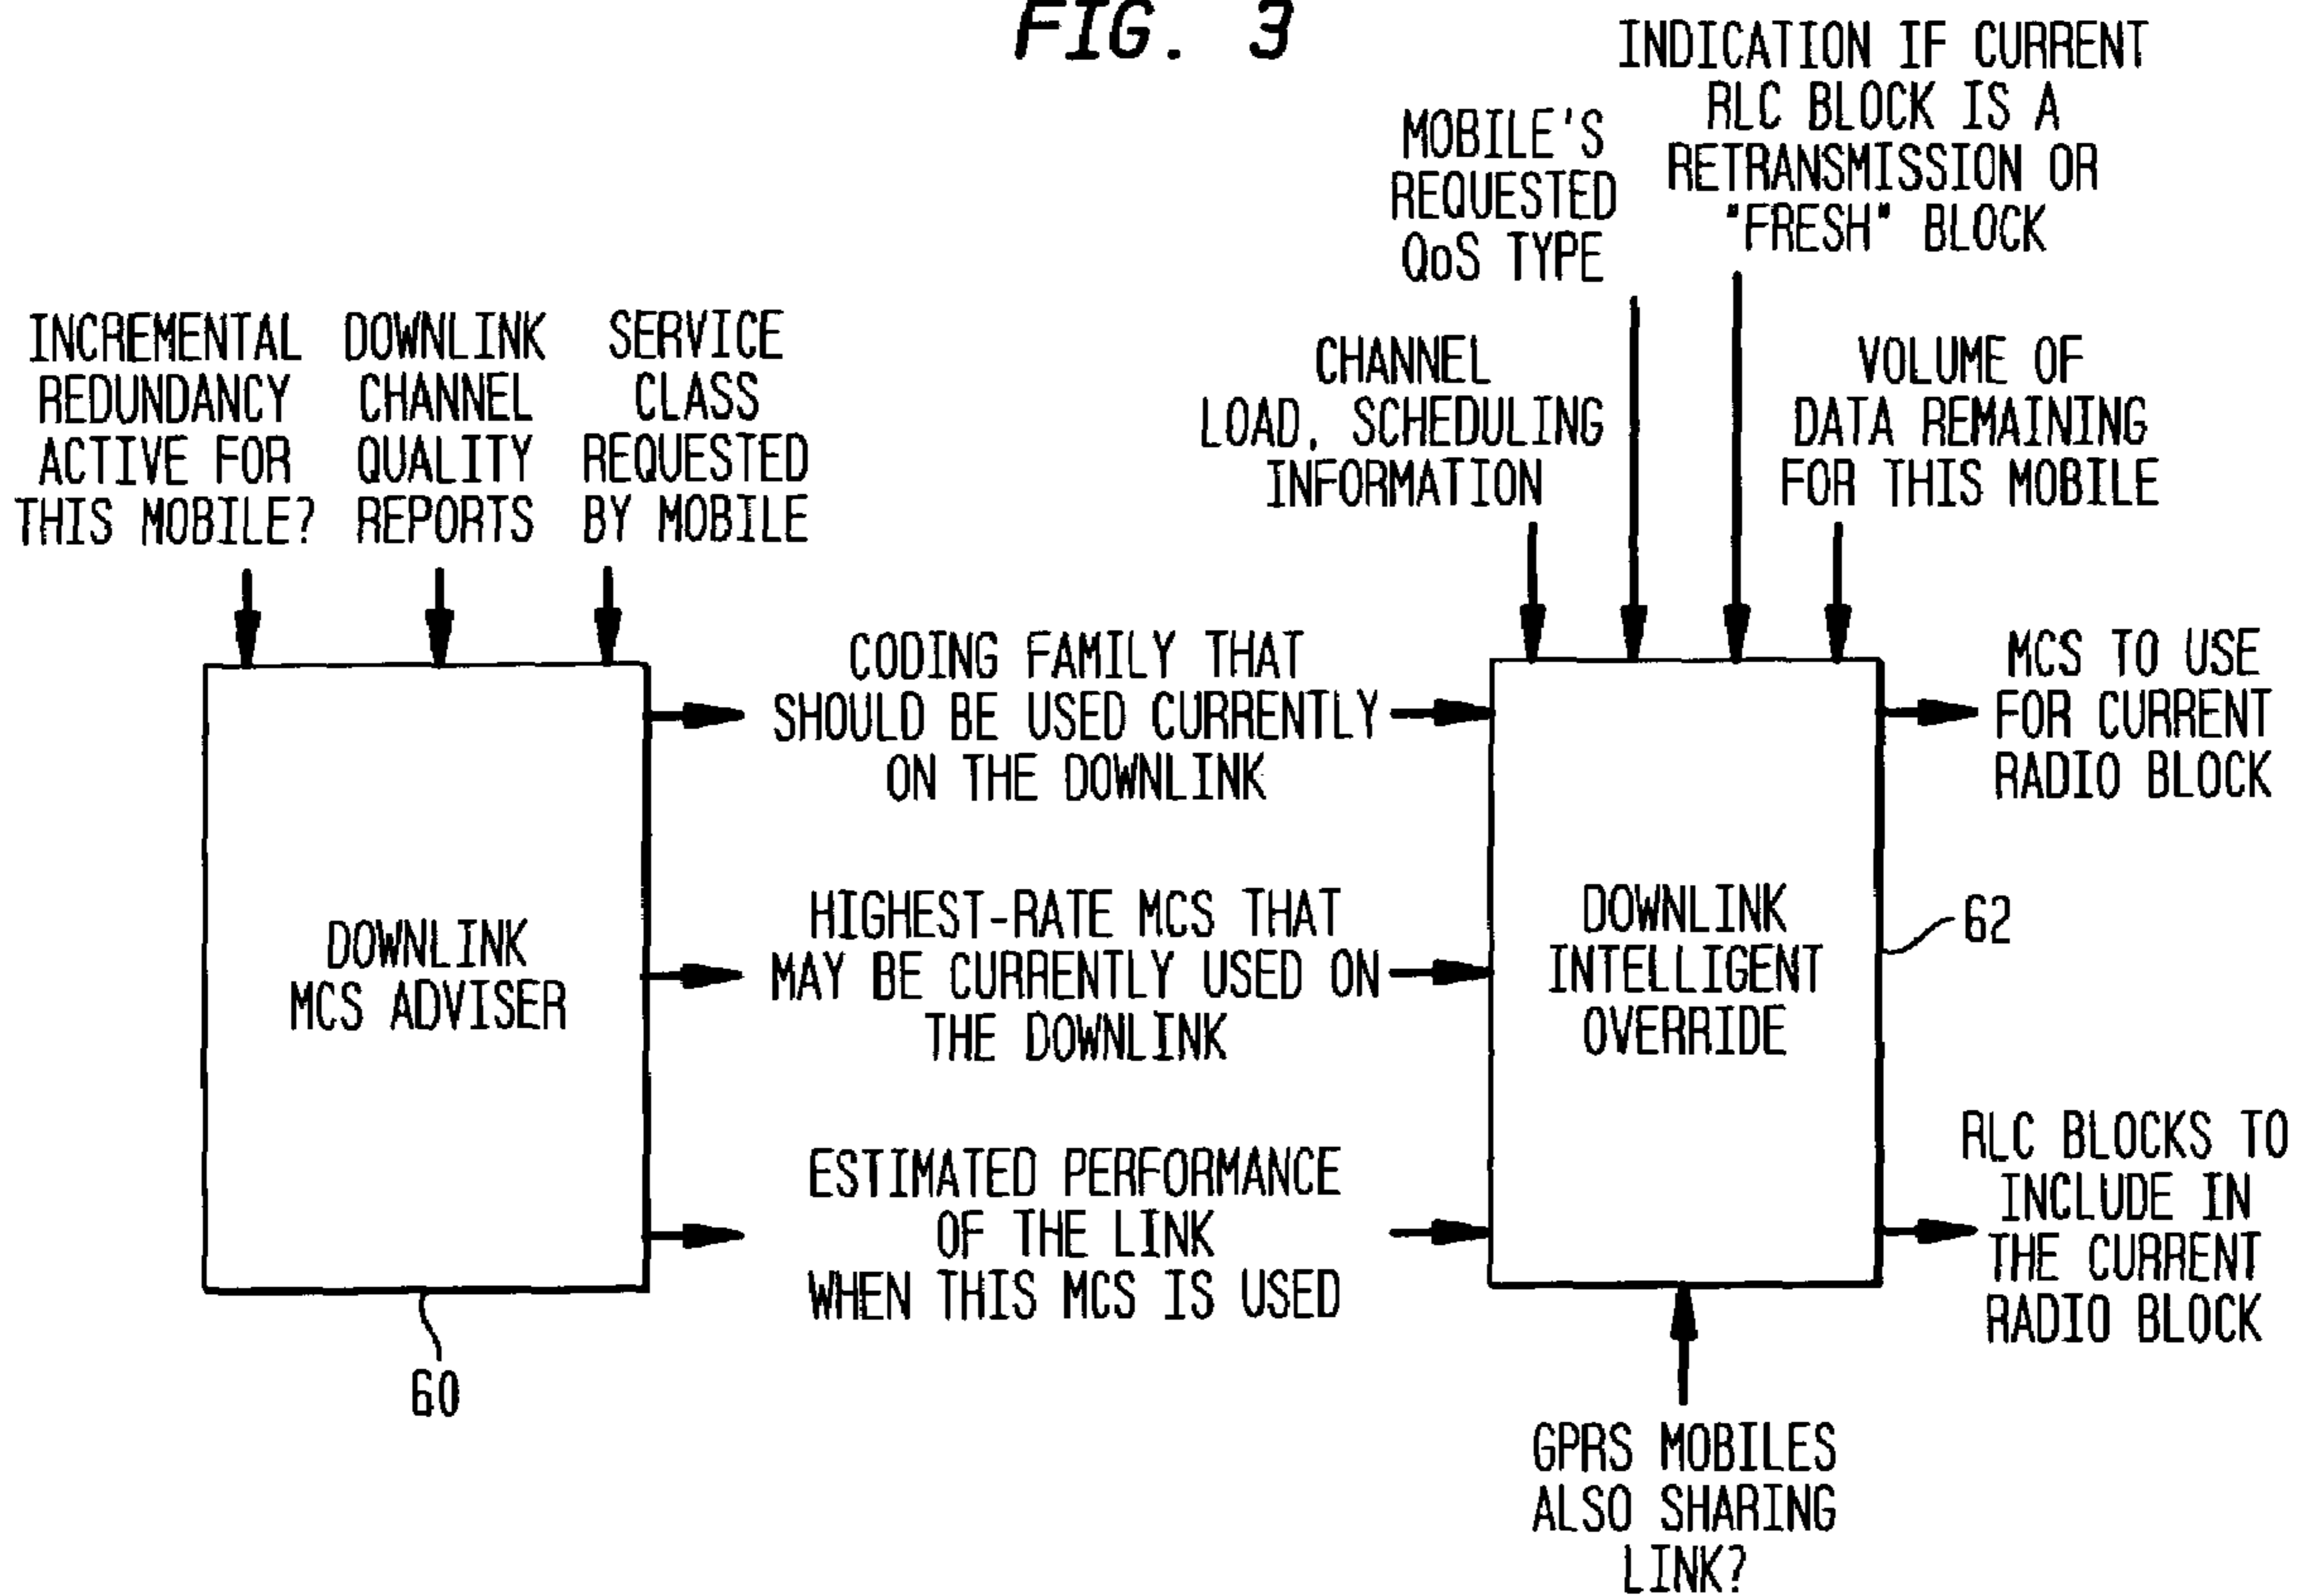 FIG. 3
INCREMENTAL
REDUNDANCY
ACTIVE FOR
THIS MOBILE?
DOWNLINK
CHANNEL
QUALITY
REPORTS
SERVICE
CLASS
REQUESTED
BY MOBILE
CHANNEL
LOAD, SCHEDULING
INFORMATION
MOBILE'S
REQUESTED
QoS TYPE
INDICATION IF CURRENT
RLC BLOCK IS A
RETRANSMISSION OR
"FRESH" BLOCK
VOLUME OF
DATA REMAINING
FOR THIS MOBILE
DOWNLINK
MCS ADVISER
60
CODING FAMILY THAT
SHOULD BE USED CURRENTLY
ON THE DOWNLINK
HIGHEST-RATE MCS THAT
MAY BE CURRENTLY USED ON
THE DOWNLINK
ESTIMATED PERFORMANCE
OF THE LINK
WHEN THIS MCS IS USED
DOWNLINK
INTELLIGENT
OVERRIDE
62
MCS TO USE
FOR CURRENT
RADIO BLOCK
RLC BLOCKS TO
INCLUDE IN
THE CURRENT
RADIO BLOCK
GPRS MOBILES
ALSO SHARING
LINK?